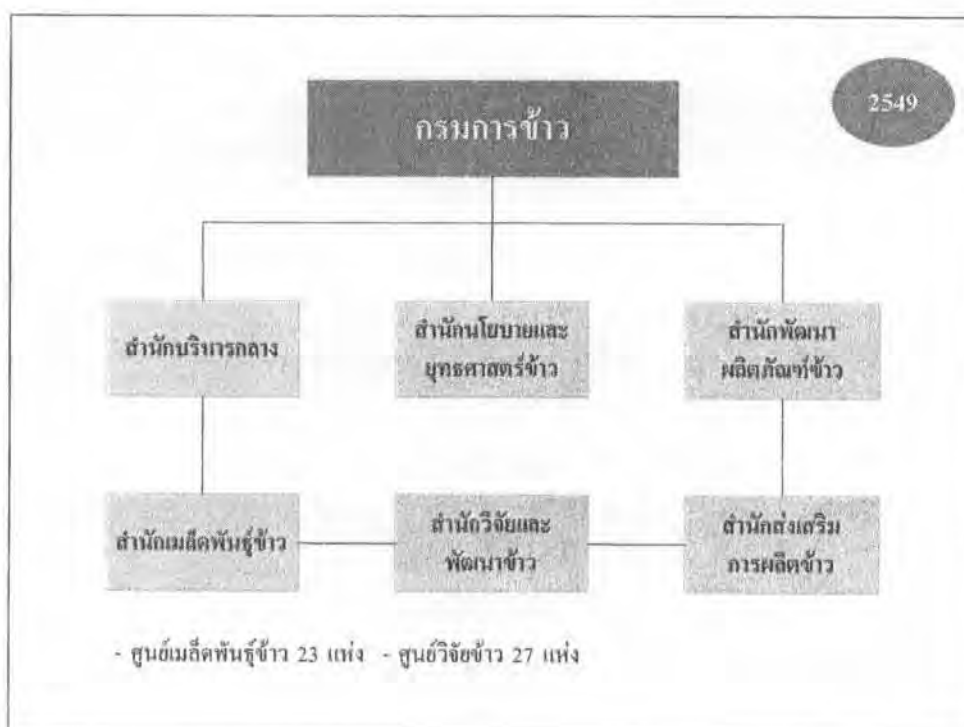 กรมการข้าว
2549
สำนักบริหารกลาง
สำนักนโยบายและ
ยุทธศาสตร์ข้าว
สำนักพัฒนา
ผลิตภัณฑ์ข้าว
สำนักเมล็ดพันธุ์ข้าว
สำนักวิจัยและ
พัฒนาข้าว
สำนักส่งเสริม
การผลิตข้าว
- ศูนย์เมล็ดพันธุ์ข้าว 23 แห่ง - ศูนย์วิจัยข้าว 27 แห่ง